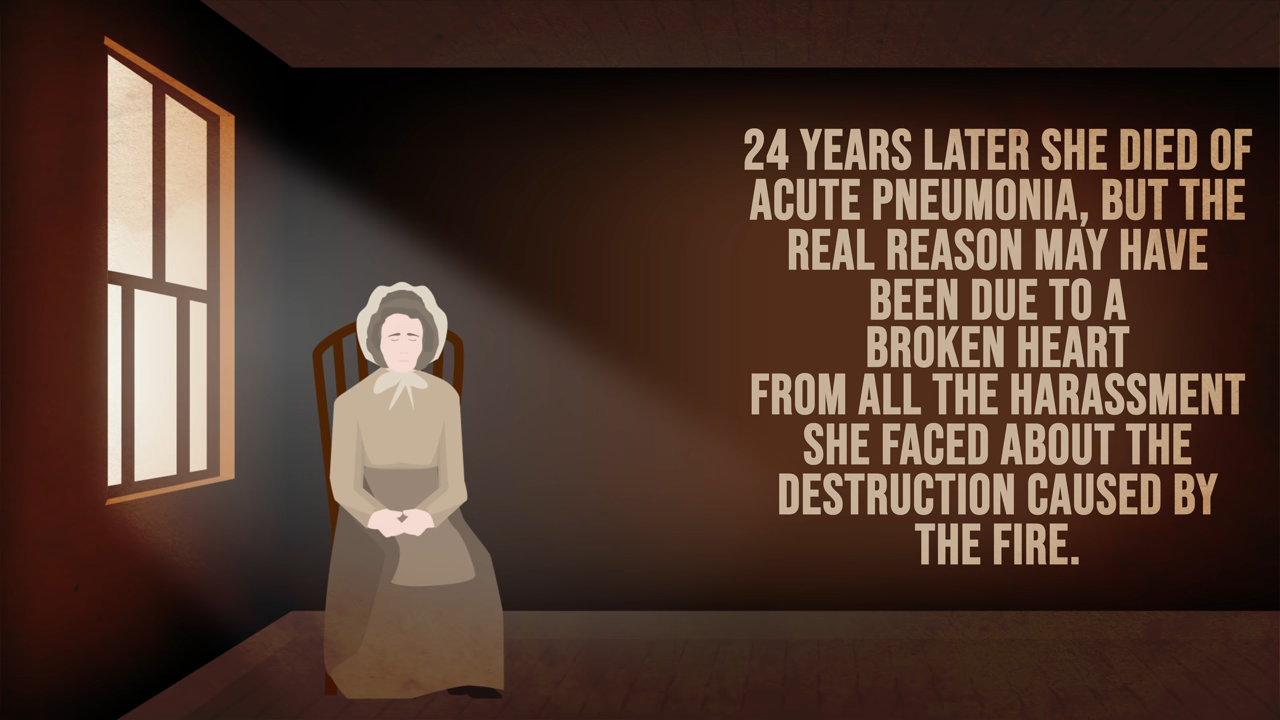 24 YEARS LATER SHE DIED OF
ACUTE PNEUMONIA, BUT THE
REAL REASON MAY HAVE
BEEN DUE TO A
BROKEN HEART
FROM ALL THE HARASSMENT
SHE FACED ABOUT THE
DESTRUCTION CAUSED BY
THE FIRE.